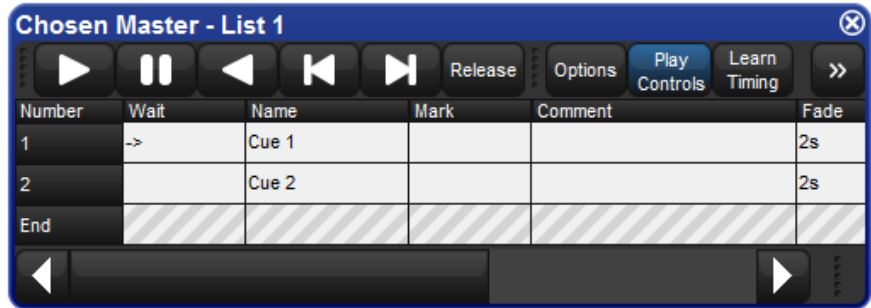 Chosen Master - List 1
Release
Options
Play
Controls
Learn
Timing
»
Number Wait Name Mark Comment Fade
1 -> Cue 1 2s
2 Cue 2 2s
End